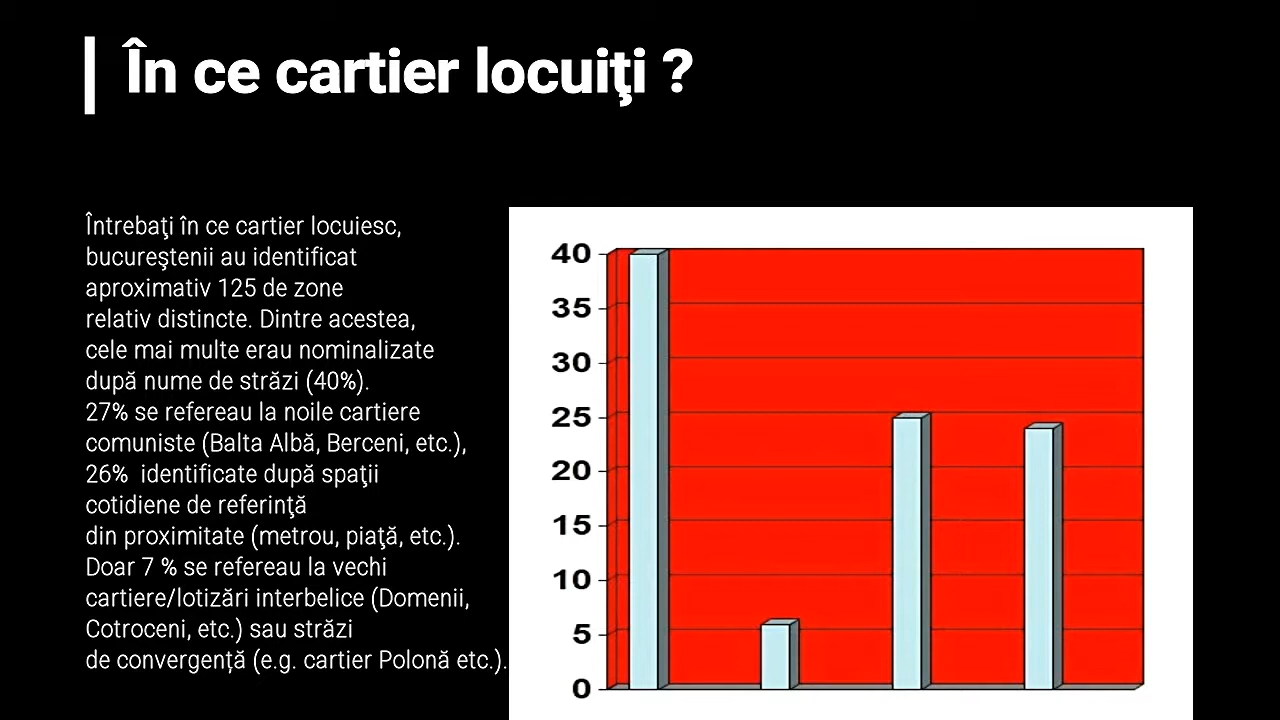 În ce cartier locuiţi ?
Întrebaţi în ce cartier locuiesc,
bucureştenii au identificat
aproximativ 125 de zone
relativ distincte. Dintre acestea,
cele mai multe erau nominalizate
după nume de străzi (40%).
27% se refereau la noile cartiere
comuniste (Balta Albă, Berceni, etc.),
26%  identificate după spaţii
cotidiene de referinţă
din proximitate (metrou, piaţă, etc.).
Doar 7 % se refereau la vechi
cartiere/lotizări interbelice (Domenii,
Cotroceni, etc.) sau străzi
de convergență (e.g. cartier Polonă etc.).
40
35
30
25
20
15
10
5
0